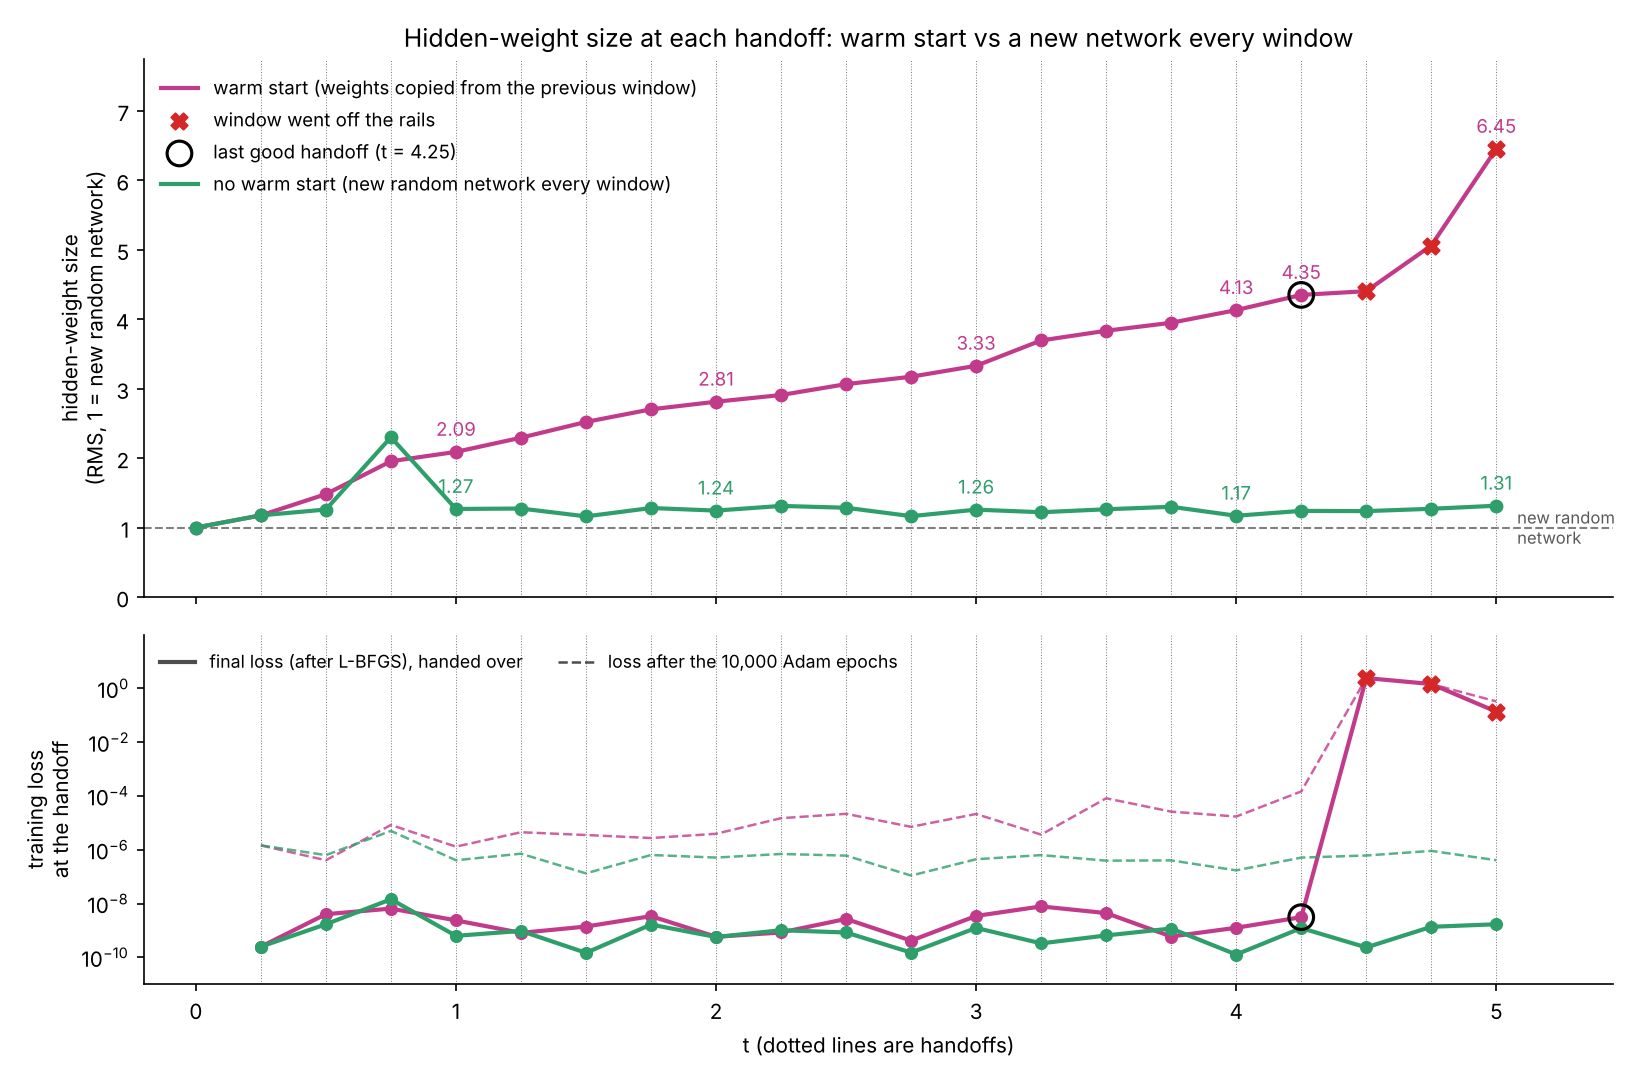 Hidden-weight size at each handoff: warm start vs a new network every window
warm start (weights copied from the previous window)
window went off the rails
last good handoff (t = 4.25)
no warm start (new random network every window)
hidden-weight size
(RMS, 1 = new random network)
7
6
5
4
3
2
1
0
2.09
2.81
3.33
4.13
4.35
6.45
1.27
1.24
1.26
1.17
1.31
new random
network
final loss (after L-BFGS), handed over
loss after the 10,000 Adam epochs
training loss
at the handoff
10⁰
10⁻²
10⁻⁴
10⁻⁶
10⁻⁸
10⁻¹⁰
0 1 2 3 4 5
t (dotted lines are handoffs)